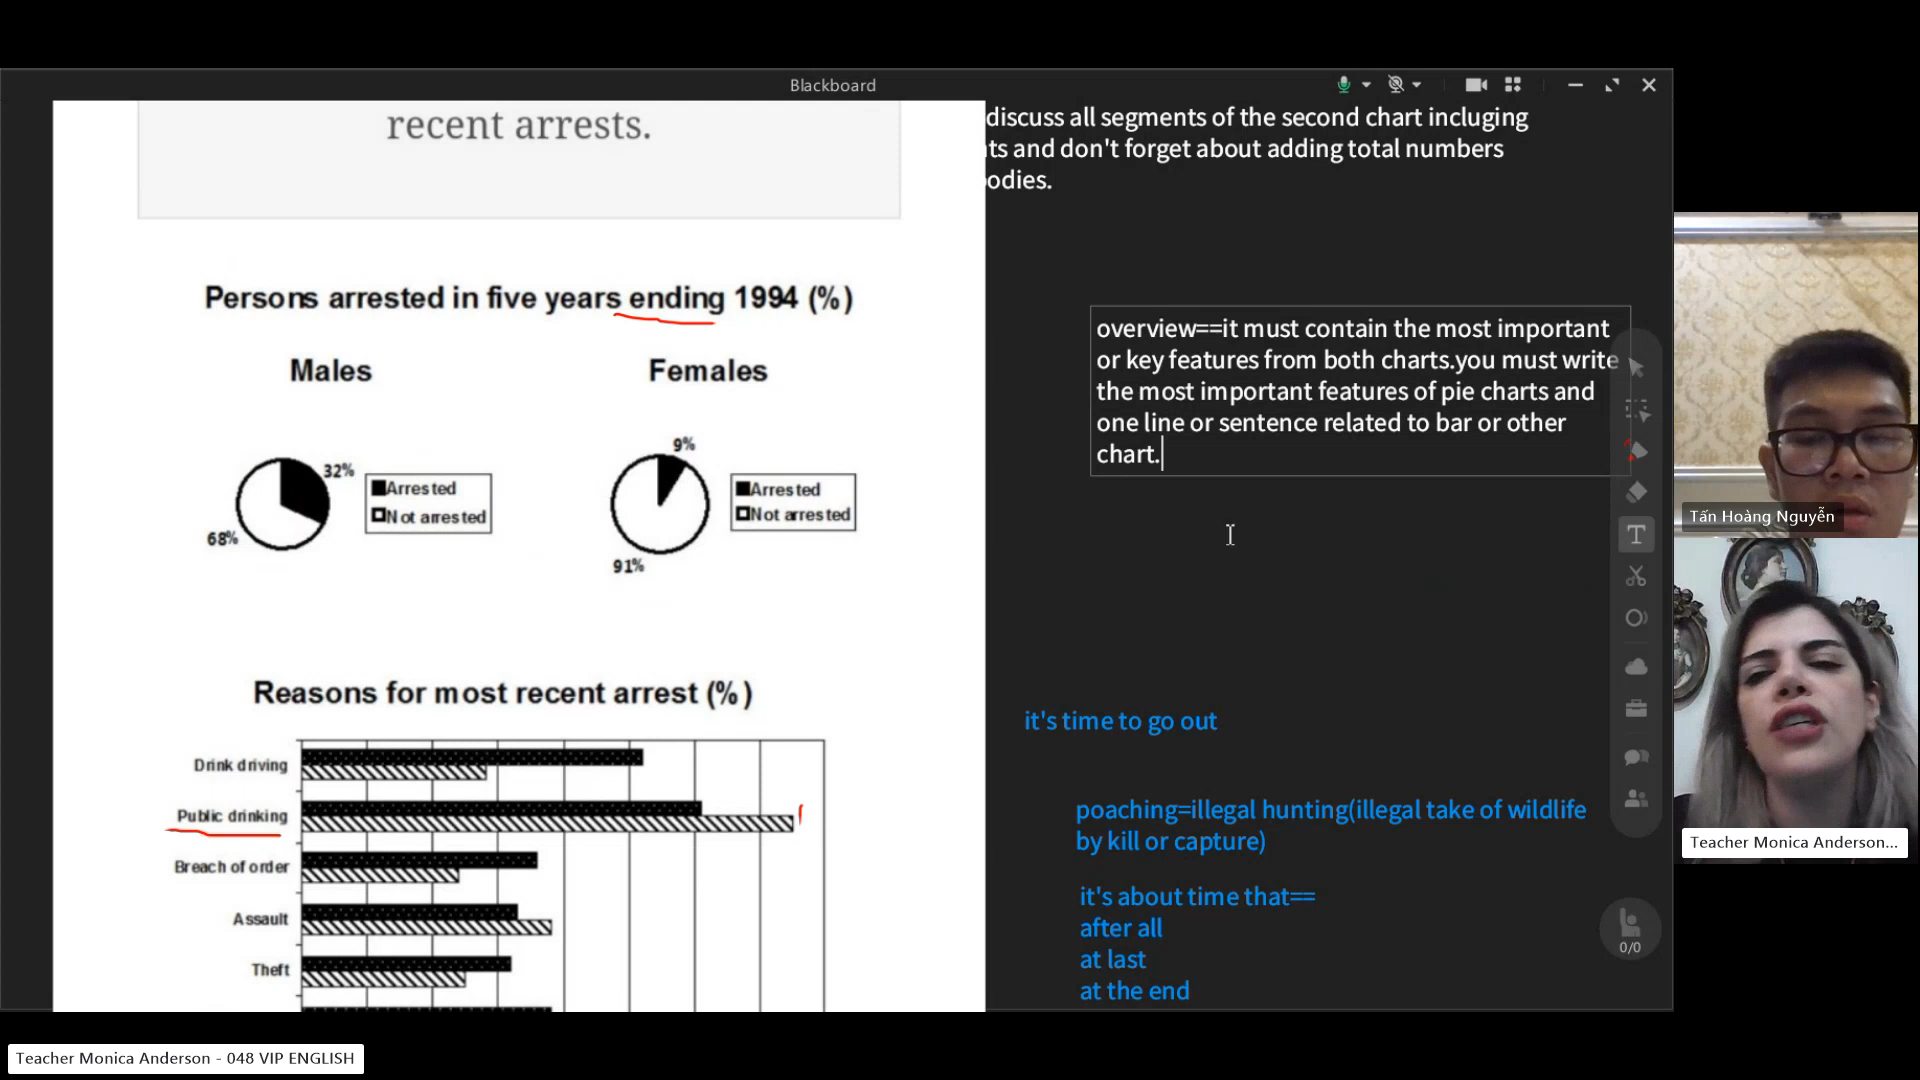 Blackboard
recent arrests.
Persons arrested in five years ending 1994 (%)
Males
Females
32%
68%
Arrested
Not arrested
9%
91%
Arrested
Not arrested
Reasons for most recent arrest (%)
Drink driving
Public drinking
Breach of order
Assault
Theft
discuss all segments of the second chart incluging
ts and don't forget about adding total numbers
odies.
overview==it must contain the most important
or key features from both charts.you must write
the most important features of pie charts and
one line or sentence related to bar or other
chart.
it's time to go out
poaching=illegal hunting(illegal take of wildlife
by kill or capture)
it's about time that==
after all
at last
at the end
T
0/0
Tấn Hoàng Nguyễn
Teacher Monica Anderson...
Teacher Monica Anderson - 048 VIP ENGLISH